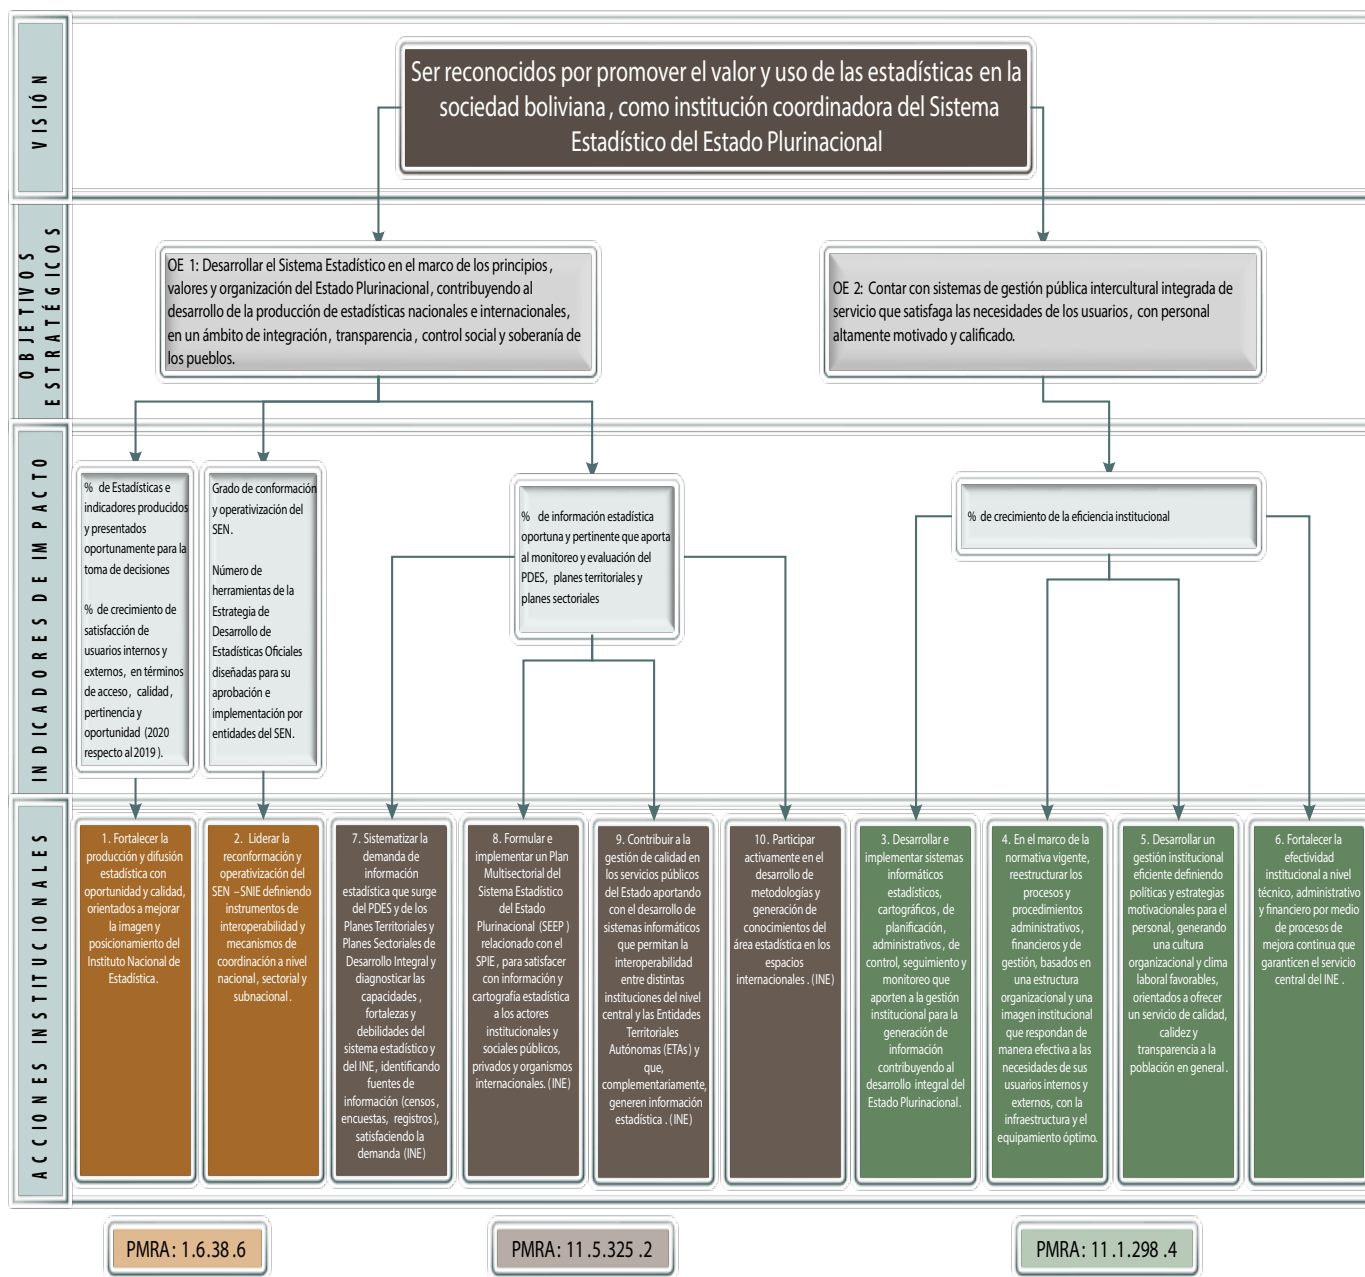 VISIÓN
Ser reconocidos por promover el valor y uso de las estadísticas en la
sociedad boliviana, como institución coordinadora del Sistema
Estadístico del Estado Plurinacional
OBJETIVOS
ESTRATÉGICOS
OE 1: Desarrollar el Sistema Estadístico en el marco de los principios,
valores y organización del Estado Plurinacional, contribuyendo al
desarrollo de la producción de estadísticas nacionales e internacionales,
en un ámbito de integración, transparencia, control social y soberanía de
los pueblos.
OE 2: Contar con sistemas de gestión pública intercultural integrada de
servicio que satisfaga las necesidades de los usuarios, con personal
altamente motivado y calificado.
INDICADORES DE IMPACTO
% de Estadísticas e
indicadores producidos
y presentados
oportunamente para la
toma de decisiones
% de crecimiento de
satisfacción de
usuarios internos y
externos, en términos
de acceso, calidad,
pertinencia y
oportunidad (2020
respecto al 2019).
Grado de conformación
y operativización del
SEN.
Número de
herramientas de la
Estrategia de
Desarrollo de
Estadísticas Oficiales
diseñadas para su
aprobación e
implementación por
entidades del SEN.
% de información estadística
oportuna y pertinente que aporta
al monitoreo y evaluación del
PDES, planes territoriales y
planes sectoriales
% de crecimiento de la eficiencia institucional
ACCIONES INSTITUCIONALES
1. Fortalecer la
producción y difusión
estadística con
oportunidad y calidad,
orientados a mejorar
la imagen y
posicionamiento del
Instituto Nacional de
Estadística.
2. Liderar la
reconformación y
operativización del
SEN –SNIE definiendo
instrumentos de
interoperabilidad y
mecanismos de
coordinación a nivel
nacional, sectorial y
subnacional.
7. Sistematizar la
demanda de
información
estadística que surge
del PDES y de los
Planes Territoriales y
Planes Sectoriales de
Desarrollo Integral y
diagnosticar las
capacidades,
fortalezas y
debilidades del
sistema estadístico y
del INE, identificando
fuentes de
información (censos,
encuestas, registros),
satisfaciendo la
demanda (INE)
8. Formular e
implementar un Plan
Multisectorial del
Sistema Estadístico
del Estado
Plurinacional (SEEP)
relacionado con el
SPIE, para satisfacer
con información y
cartografía estadística
a los actores
institucionales y
sociales públicos,
privados y organismos
internacionales. (INE)
9. Contribuir a la
gestión de calidad en
los servicios públicos
del Estado aportando
con el desarrollo de
sistemas informáticos
que permitan la
interoperabilidad
entre distintas
instituciones del nivel
central y las Entidades
Territoriales
Autónomas (ETAs) y
que,
complementariamente,
generen información
estadística. (INE)
10. Participar
activamente en el
desarrollo de
metodologías y
generación de
conocimientos del
área estadística en los
espacios
internacionales. (INE)
3. Desarrollar e
implementar sistemas
informáticos
estadísticos,
cartográficos, de
planificación,
administrativos, de
control, seguimiento y
monitoreo que
aporten a la gestión
institucional para la
generación de
información
contribuyendo al
desarrollo integral del
Estado Plurinacional.
4. En el marco de la
normativa vigente,
reestructurar los
procesos y
procedimientos
administrativos,
financieros y de
gestión, basados en
una estructura
organizacional y una
imagen institucional
que respondan de
manera efectiva a las
necesidades de sus
usuarios internos y
externos, con la
infraestructura y el
equipamiento óptimo.
5. Desarrollar un
gestión institucional
eficiente definiendo
políticas y estrategias
motivacionales para el
personal, generando
una cultura
organizacional y clima
laboral favorables,
orientados a ofrecer
un servicio de calidad,
calidez y
transparencia a la
población en general.
6. Fortalecer la
efectividad
institucional a nivel
técnico, administrativo
y financiero por medio
de procesos de
mejora continua que
garanticen el servicio
central del INE.
PMRA: 1.6.38.6
PMRA: 11.5.325.2
PMRA: 11.1.298.4